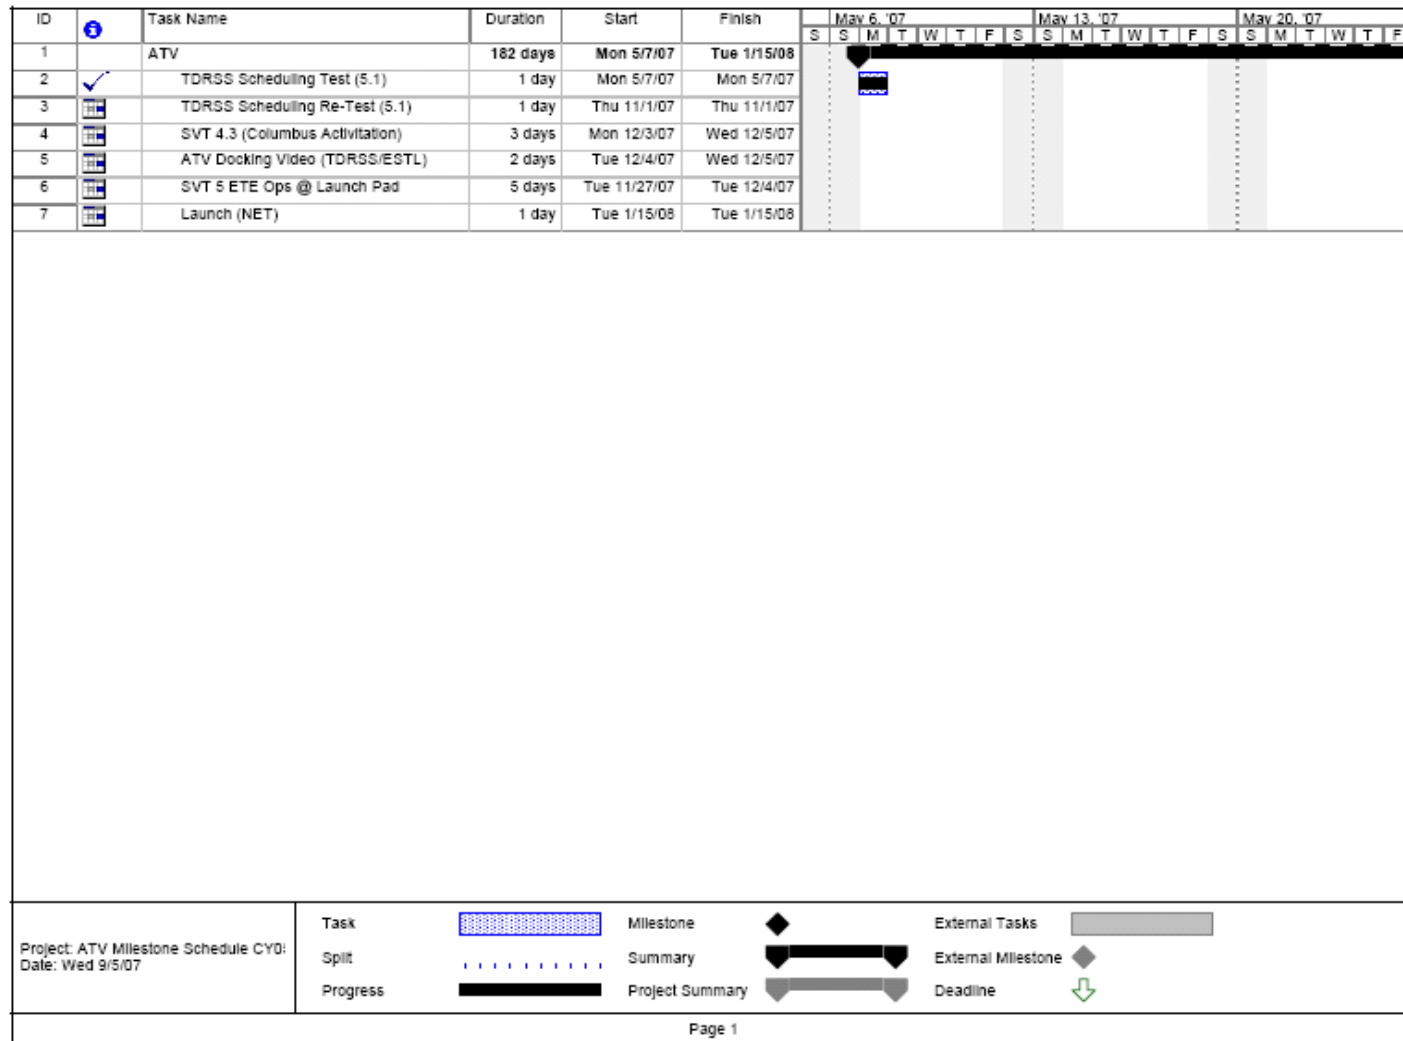 ID Task Name Duration Start Finish May 6, '07 May 13, '07 May 20, '07
S S M T W T F S S M T W T F S S M T W T F
1 ATV 182 days Mon 5/7/07 Tue 1/15/08
2 TDRSS Scheduling Test (5.1) 1 day Mon 5/7/07 Mon 5/7/07
3 TDRSS Scheduling Re-Test (5.1) 1 day Thu 11/1/07 Thu 11/1/07
4 SVT 4.3 (Columbus Activitation) 3 days Mon 12/3/07 Wed 12/5/07
5 ATV Docking Video (TDRSS/ESTL) 2 days Tue 12/4/07 Wed 12/5/07
6 SVT 5 ETE Ops @ Launch Pad 5 days Tue 11/27/07 Tue 12/4/07
7 Launch (NET) 1 day Tue 1/15/08 Tue 1/15/08
Project: ATV Milestone Schedule CY0
Date: Wed 9/5/07
Task Milestone External Tasks
Split Summary External Milestone
Progress Project Summary Deadline
Page 1